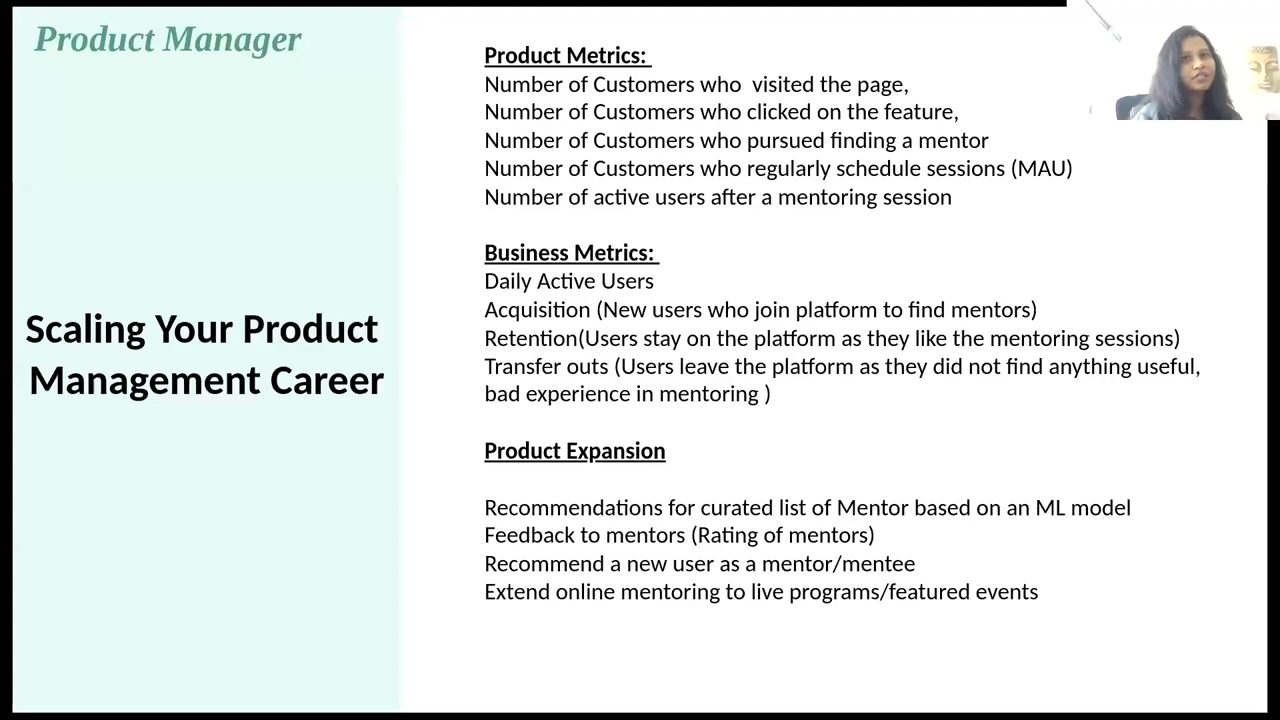 Product Manager
Scaling Your Product
Management Career
Product Metrics:
Number of Customers who  visited the page,
Number of Customers who clicked on the feature,
Number of Customers who pursued finding a mentor
Number of Customers who regularly schedule sessions (MAU)
Number of active users after a mentoring session
Business Metrics:
Daily Active Users
Acquisition (New users who join platform to find mentors)
Retention(Users stay on the platform as they like the mentoring sessions)
Transfer outs (Users leave the platform as they did not find anything useful,
bad experience in mentoring )
Product Expansion
Recommendations for curated list of Mentor based on an ML model
Feedback to mentors (Rating of mentors)
Recommend a new user as a mentor/mentee
Extend online mentoring to live programs/featured events